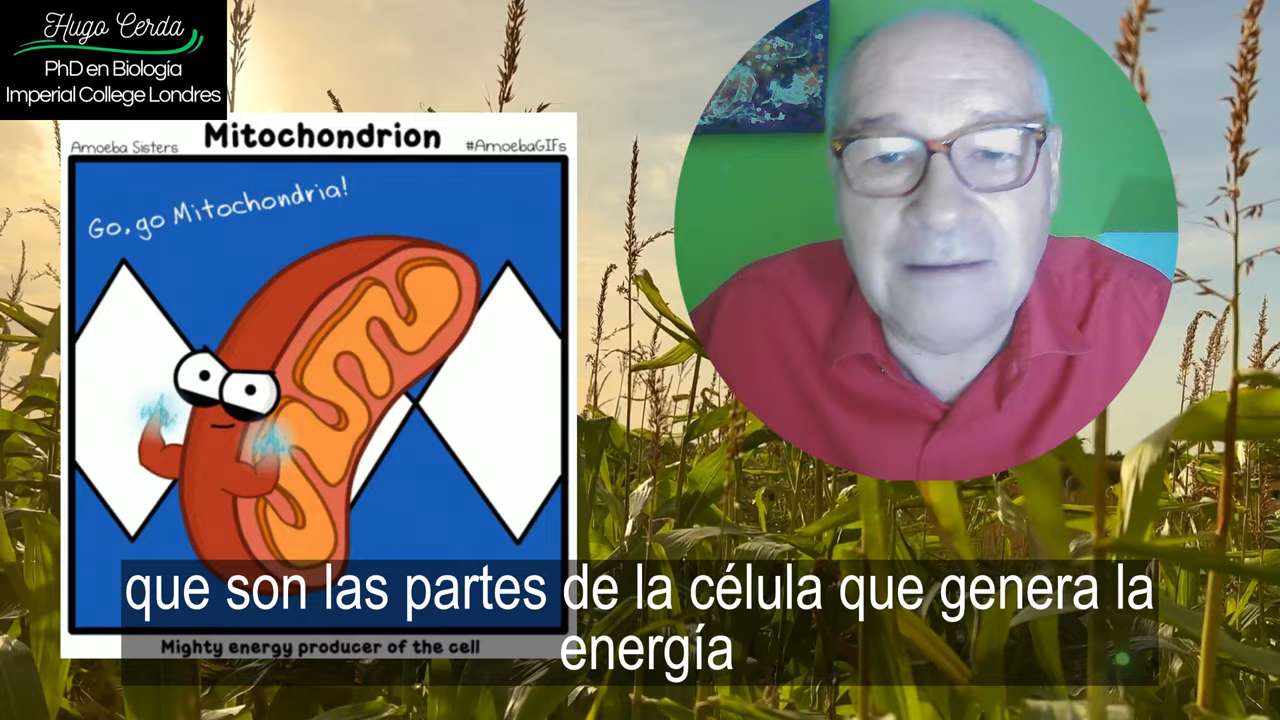 Hugo Cerda
PhD en Biología
Imperial College Londres
Mitochondrion
Amoeba Sisters
#AmoebaGIFs
Go, go Mitochondria!
que son las partes de la célula que genera la
energía
Mighty energy producer of the cell